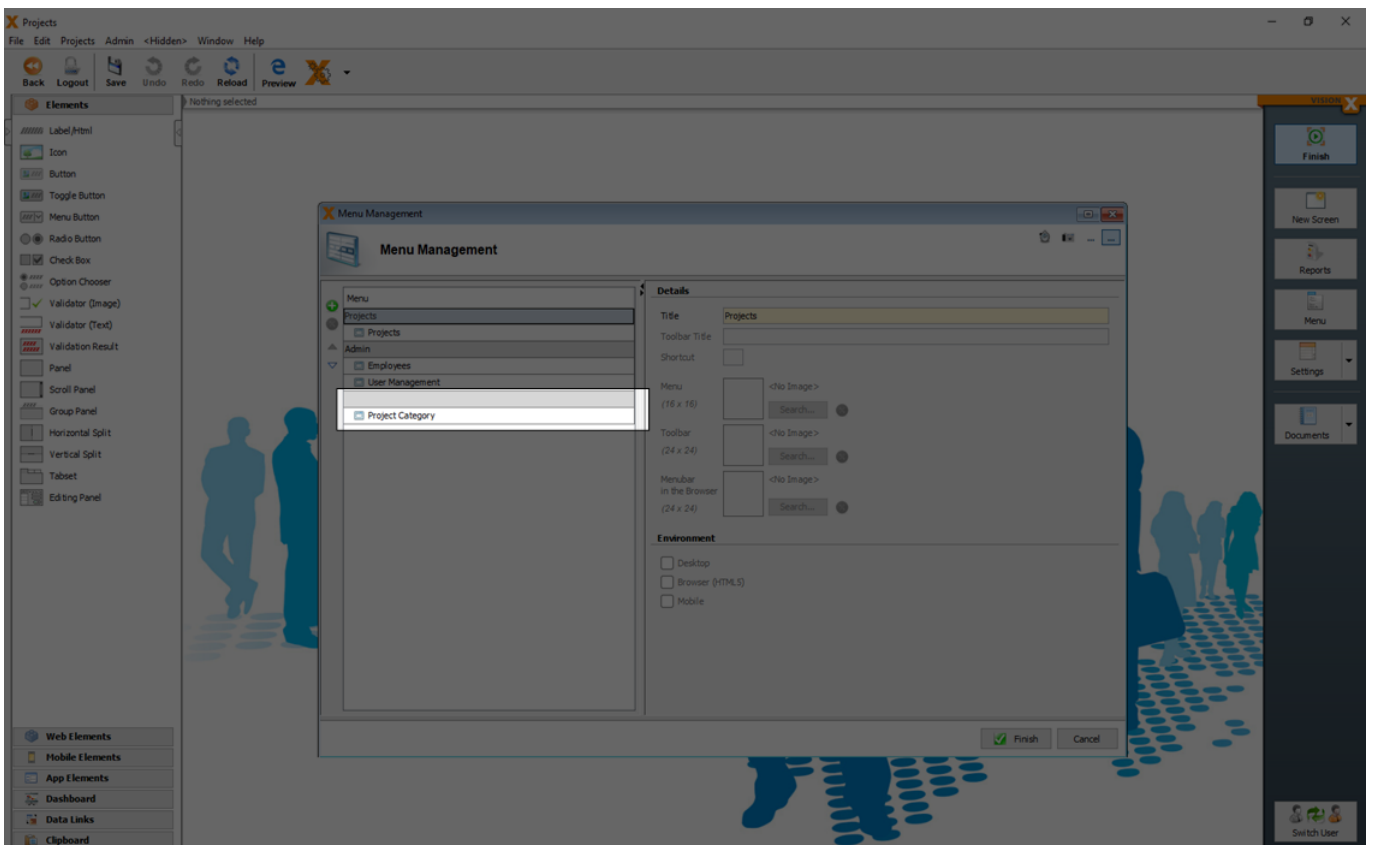 Projects
File Edit Projects Admin <Hidden> Window Help
Back Logout Save Undo Redo Reload Preview
Elements
Nothing selected
VISION X
Label/Html
Icon
Button
Toggle Button
Menu Button
Radio Button
Check Box
Option Chooser
Validator (Image)
Validator (Text)
Validation Result
Panel
Scroll Panel
Group Panel
Horizontal Split
Vertical Split
Tabset
Editing Panel
Web Elements
Mobile Elements
App Elements
Dashboard
Data Links
Clipboard
Menu Management
Menu Management
Menu
Projects
Projects
Admin
Employees
User Management
Project Category
Details
Title Projects
Toolbar Title
Shortcut
Menu <No Image>
(16 x 16) Search...
Toolbar <No Image>
(24 x 24) Search...
Menubar <No Image>
in the Browser
(24 x 24) Search...
Environment
Desktop
Browser (HTML5)
Mobile
Finish Cancel
Finish
New Screen
Reports
Menu
Settings
Documents
Switch User